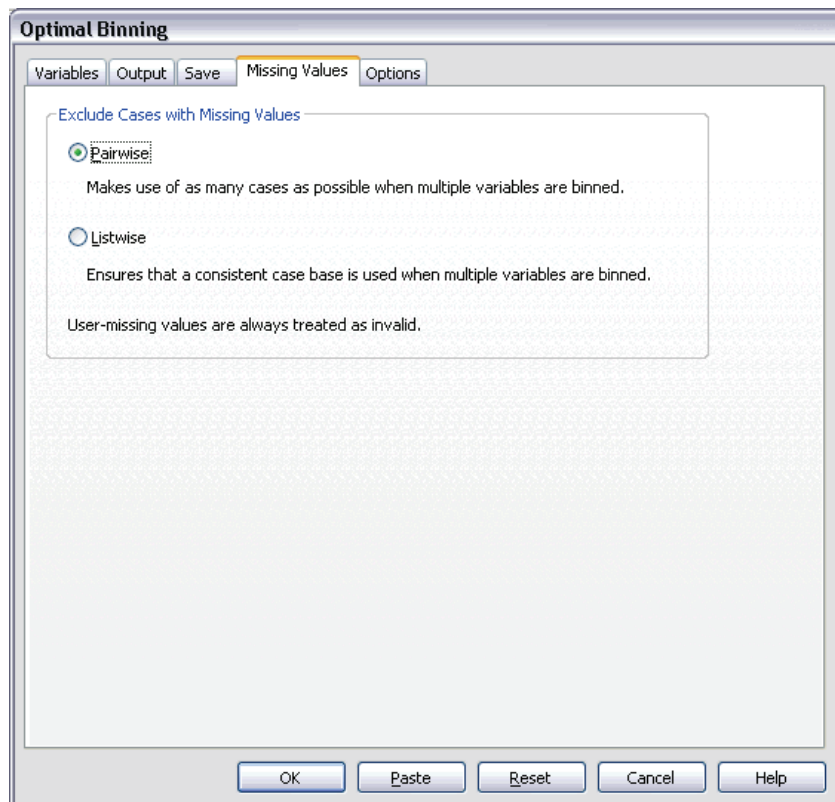 Optimal Binning
Variables Output Save Missing Values Options
Exclude Cases with Missing Values
Pairwise
Makes use of as many cases as possible when multiple variables are binned.
Listwise
Ensures that a consistent case base is used when multiple variables are binned.
User-missing values are always treated as invalid.
OK Paste Reset Cancel Help